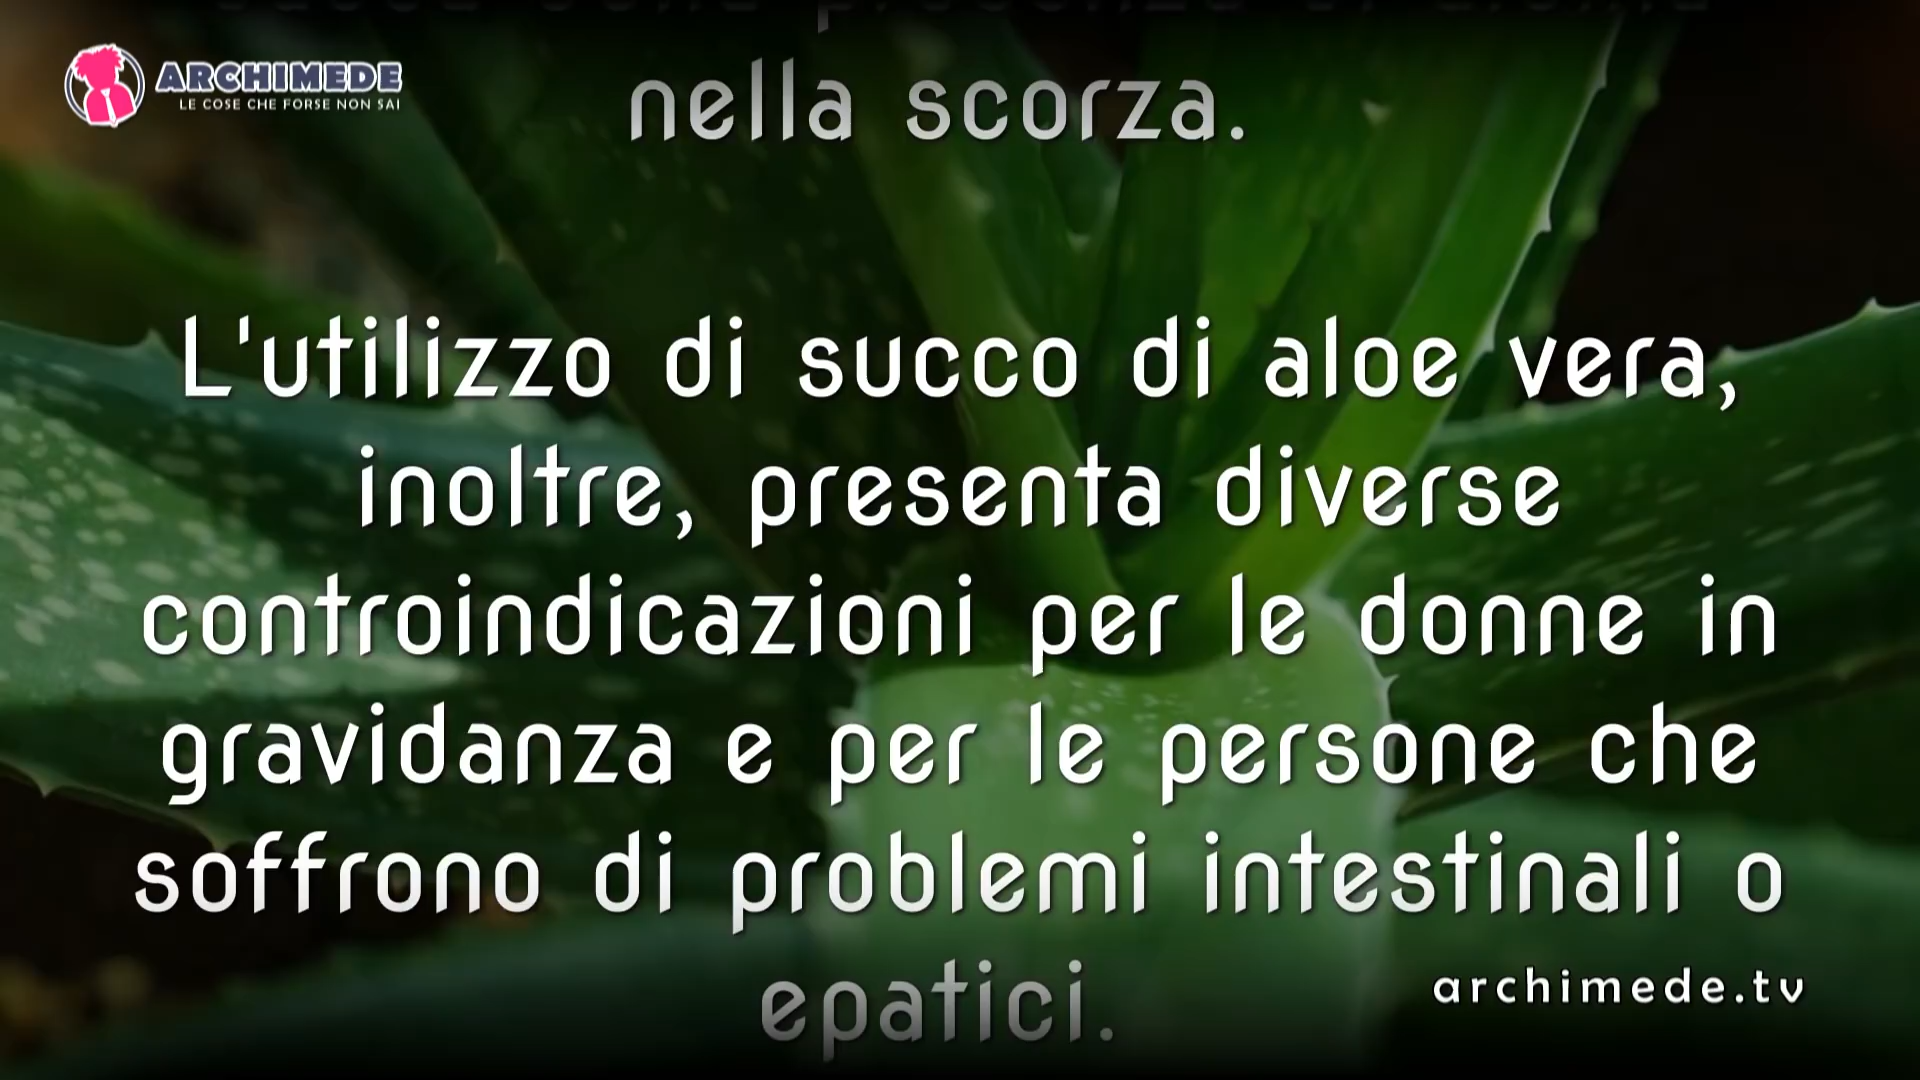 ARCHIMEDE
LE COSE CHE FORSE NON SAI
nella scorza.
L'utilizzo di succo di aloe vera,
inoltre, presenta diverse
controindicazioni per le donne in
gravidanza e per le persone che
soffrono di problemi intestinali o
epatici.
archimede.tv